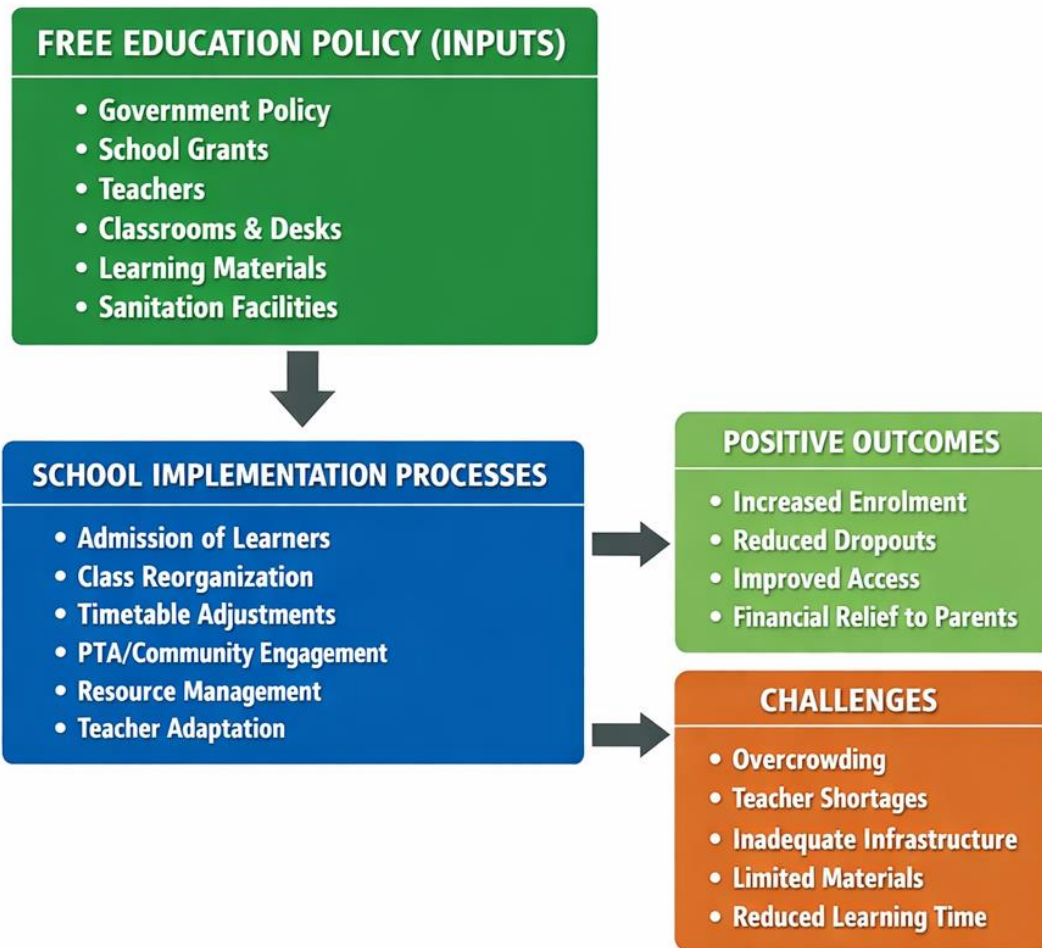 FREE EDUCATION POLICY (INPUTS)
• Government Policy
• School Grants
• Teachers
• Classrooms & Desks
• Learning Materials
• Sanitation Facilities
SCHOOL IMPLEMENTATION PROCESSES
• Admission of Learners
• Class Reorganization
• Timetable Adjustments
• PTA/Community Engagement
• Resource Management
• Teacher Adaptation
POSITIVE OUTCOMES
• Increased Enrolment
• Reduced Dropouts
• Improved Access
• Financial Relief to Parents
CHALLENGES
• Overcrowding
• Teacher Shortages
• Inadequate Infrastructure
• Limited Materials
• Reduced Learning Time